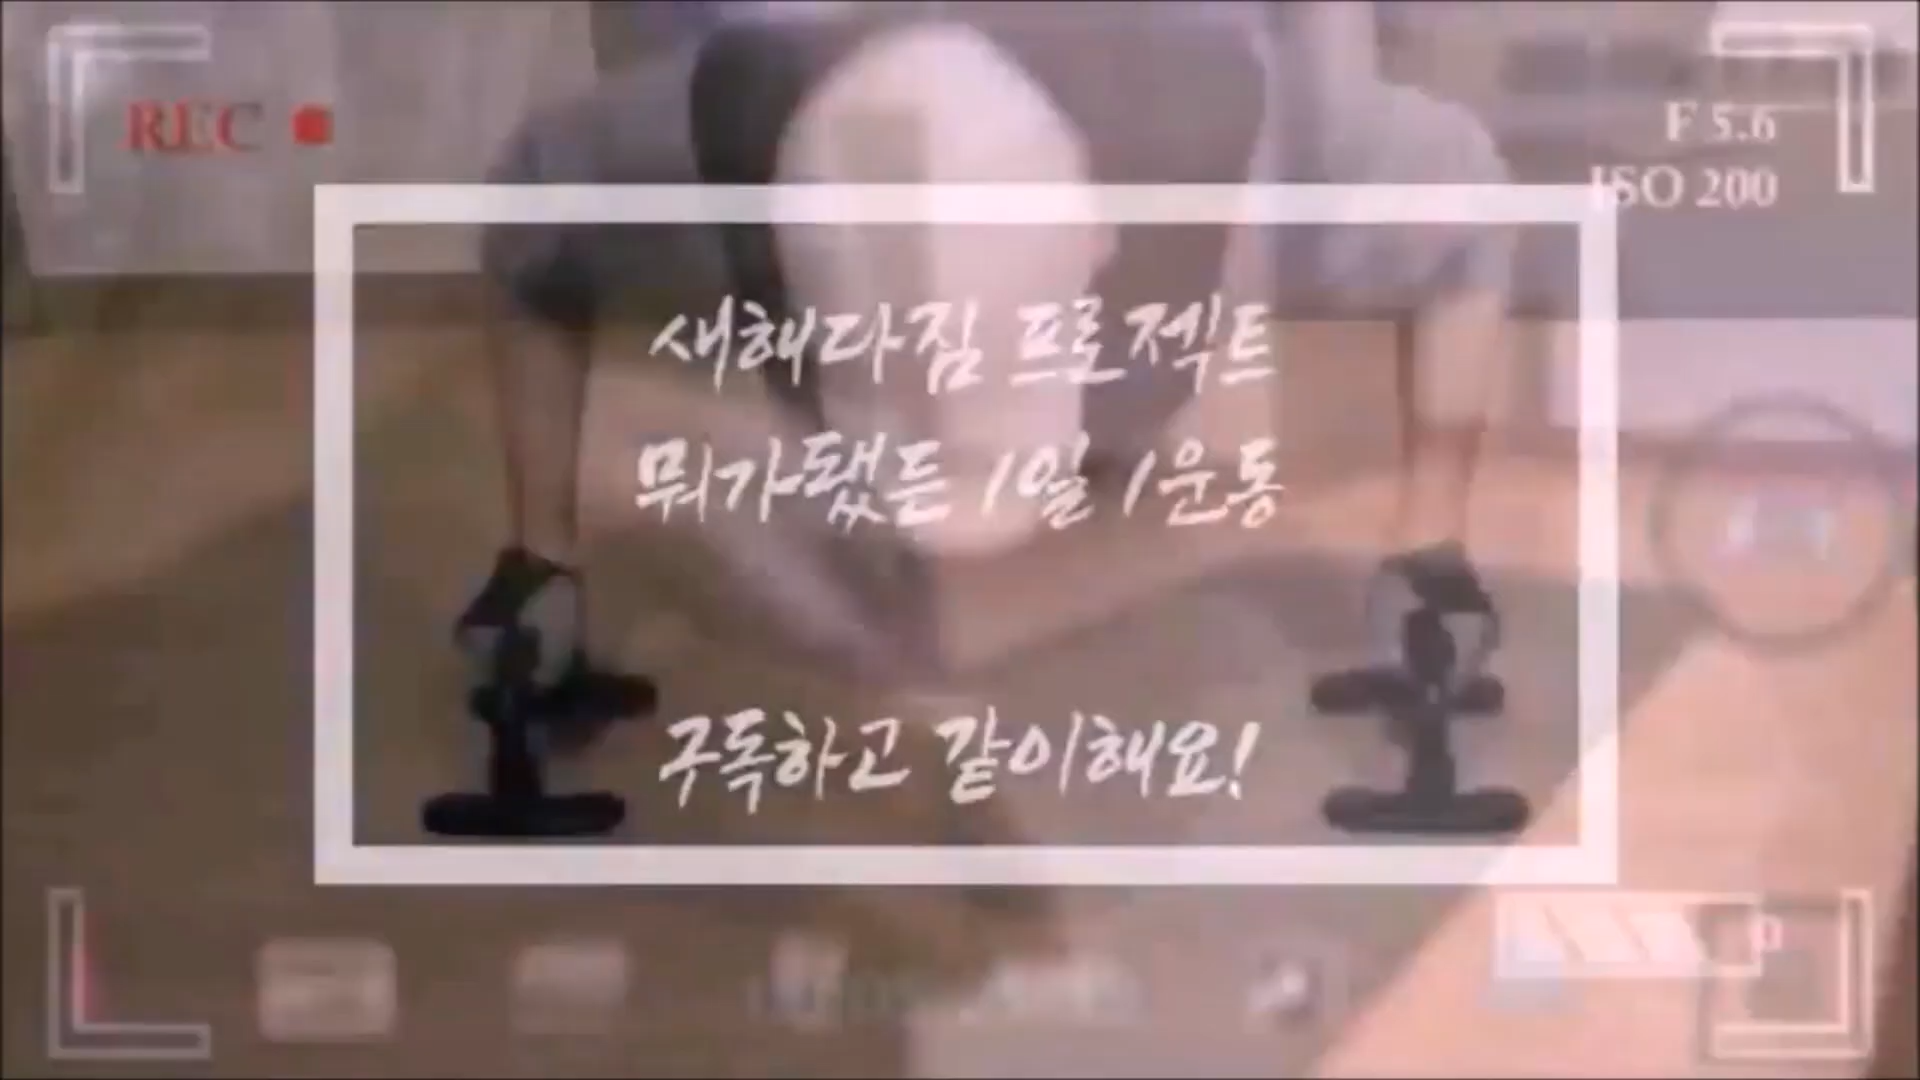 REC
F 5.6
ISO 200
새해다짐 프로젝트
뭐가됐든 1일 1운동
구독하고 같이해요!